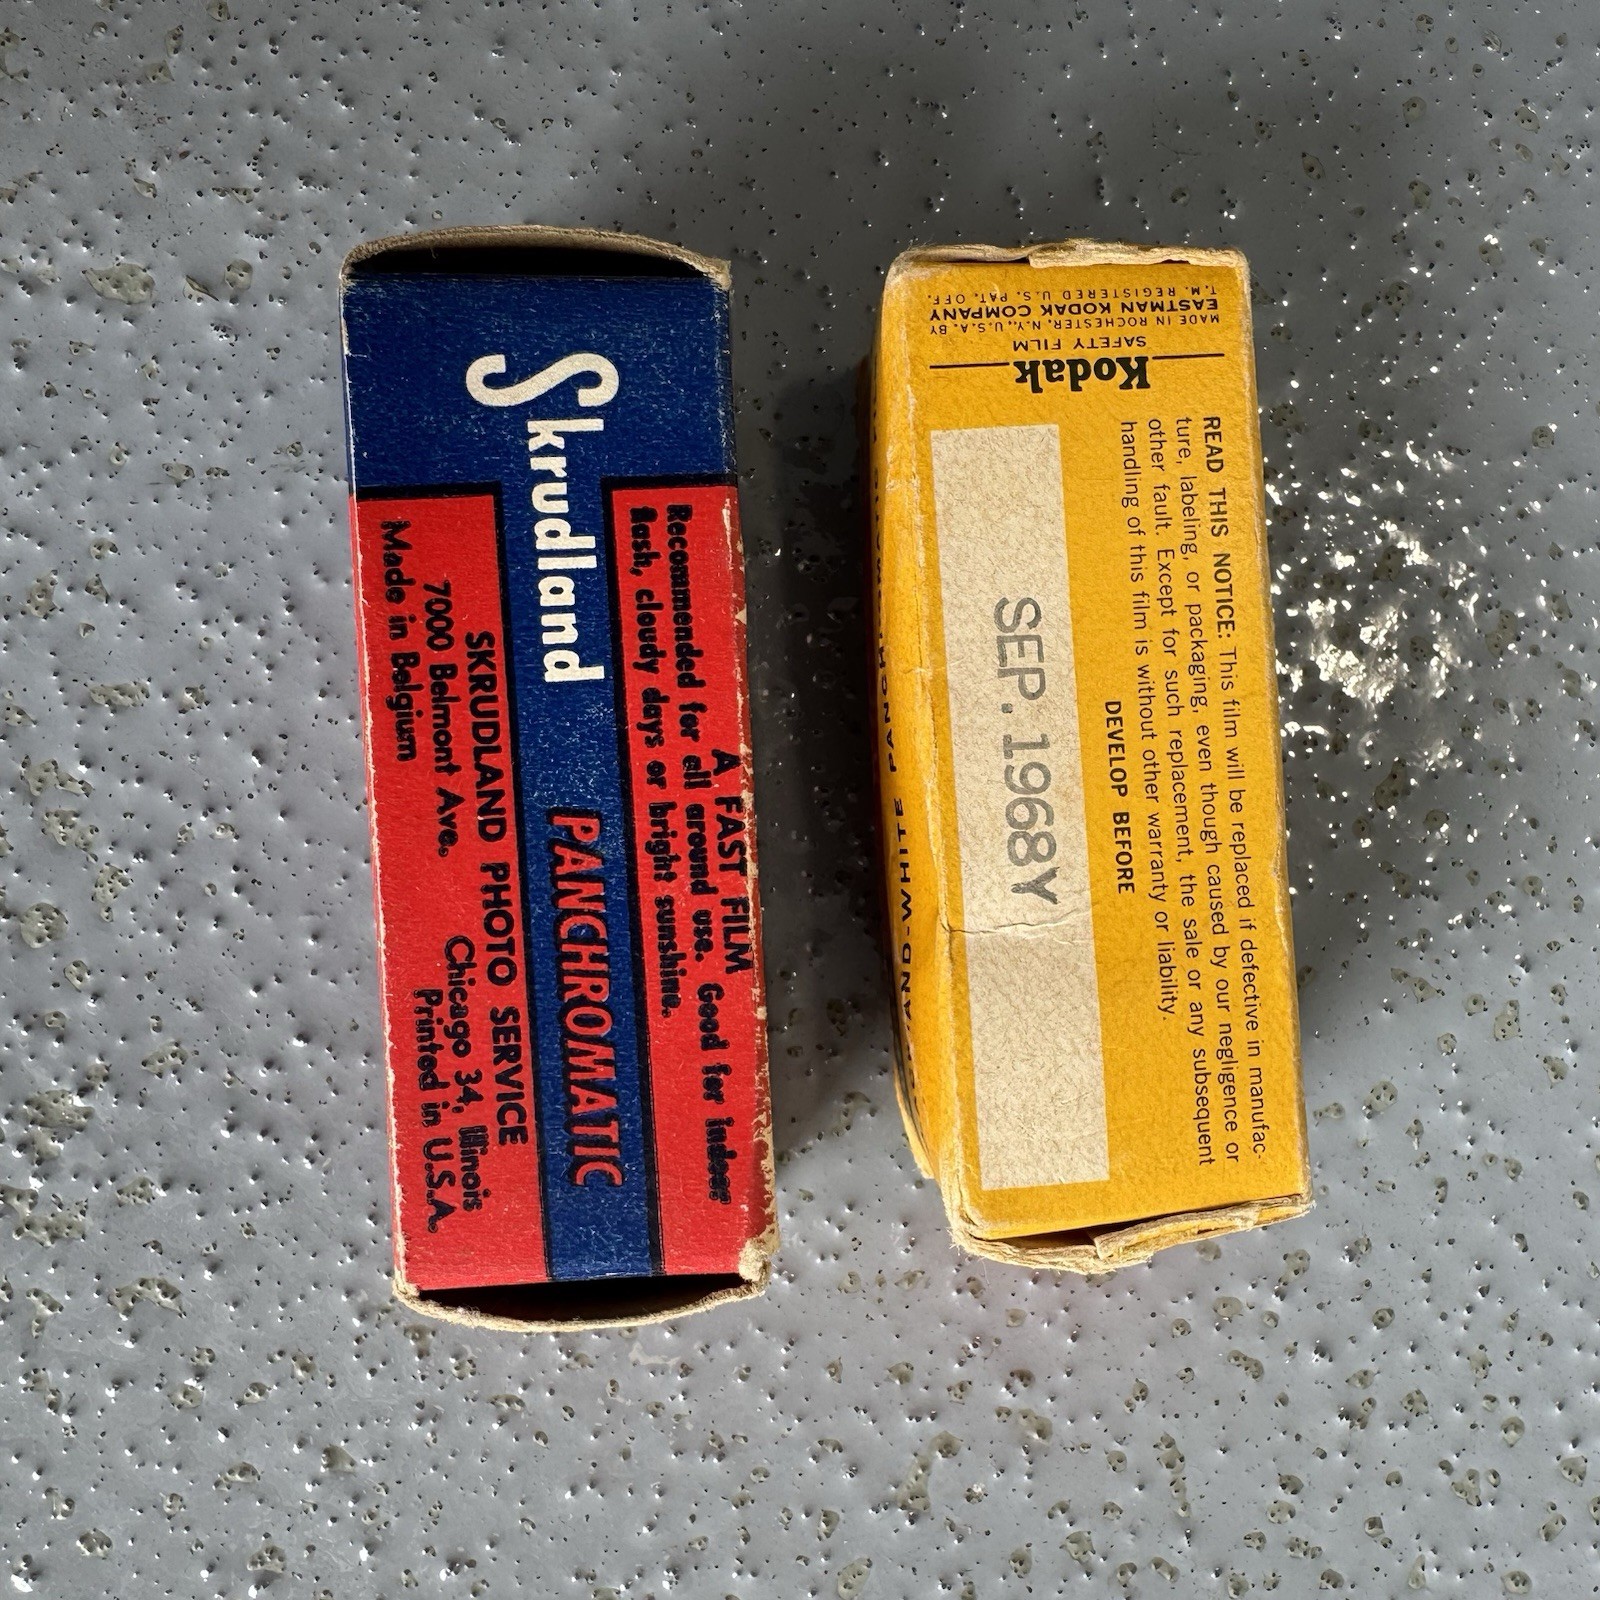 Skrudland
PANCHROMATIC
A FAST FILM
Recommended for all around use. Good for indoor
flash, cloudy days or bright sunshine.
SKRUDLAND PHOTO SERVICE
7000 Belmont Ave. Chicago 34, Illinois
Made in Belgium Printed in U.S.A.
Kodak
SAFETY FILM
MADE IN ROCHESTER, N.Y., U.S.A. BY
EASTMAN KODAK COMPANY
T.M. REGISTERED U.S. PAT. OFF.
READ THIS NOTICE: This film will be replaced if defective in manufac-
ture, labeling, or packaging, even though caused by our negligence or
other fault. Except for such replacement, the sale or any subsequent
handling of this film is without other warranty or liability.
DEVELOP BEFORE
SEP. 1968Y
AND-WHITE PANCHROMATIC